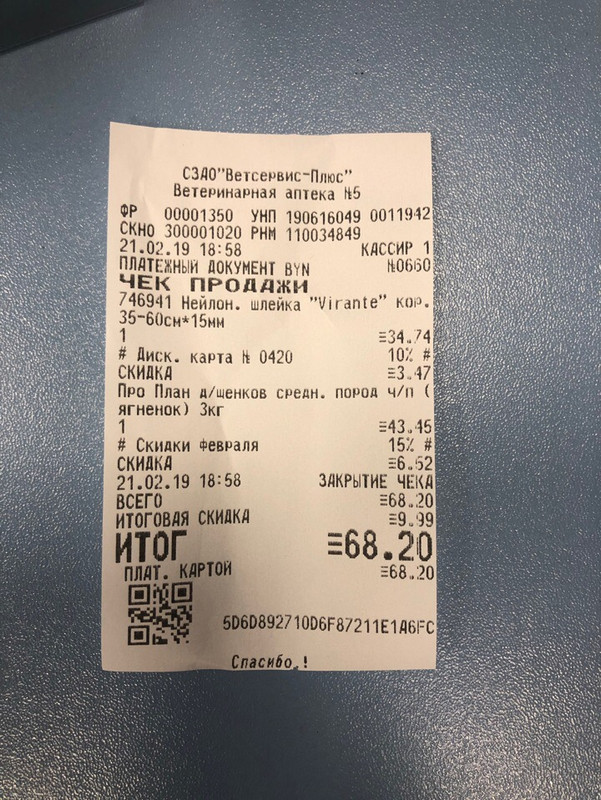 СЗАО"Ветсервис-Плюс"
Ветеринарная аптека №5
ФР 00001350 УНП 190616049 0011942
СКНО 300001020 РНМ 110034849
21.02.19 18:58 КАССИР 1
ПЛАТЕЖНЫЙ ДОКУМЕНТ BYN №0660
ЧЕК ПРОДАЖИ
746941 Нейлон. шлейка "Virante" кор.
35-60см*15мм
1 ≡34.74
# Диск. карта № 0420 10% #
СКИДКА ≡3.47
Про План д/щенков средн. пород ч/п (
ягненок) 3кг
1 ≡43.45
# Скидки февраля 15% #
СКИДКА ≡6.52
21.02.19 18:58 ЗАКРЫТИЕ ЧЕКА
ВСЕГО ≡68.20
ИТОГОВАЯ СКИДКА ≡9.99
ИТОГ ≡68.20
ПЛАТ. КАРТОЙ ≡68.20
5D6D892710D6F87211E1A6FC
Спасибо !